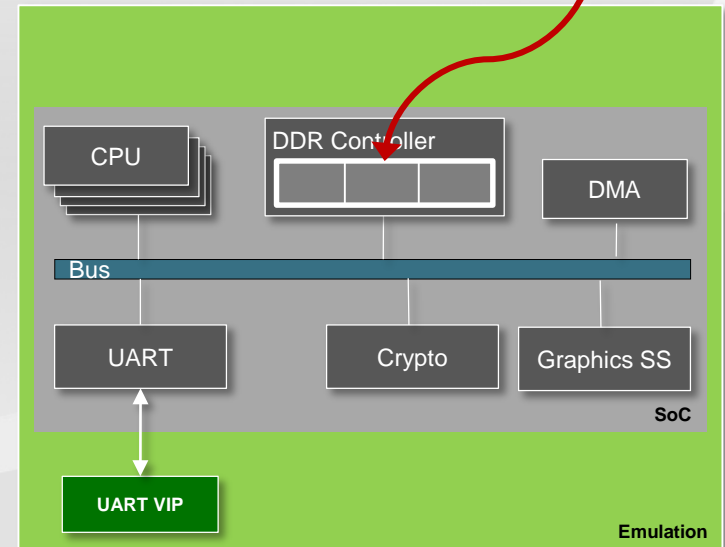 CPU
DDR Controller
DMA
Bus
UART
Crypto
Graphics SS
SoC
UART VIP
Emulation